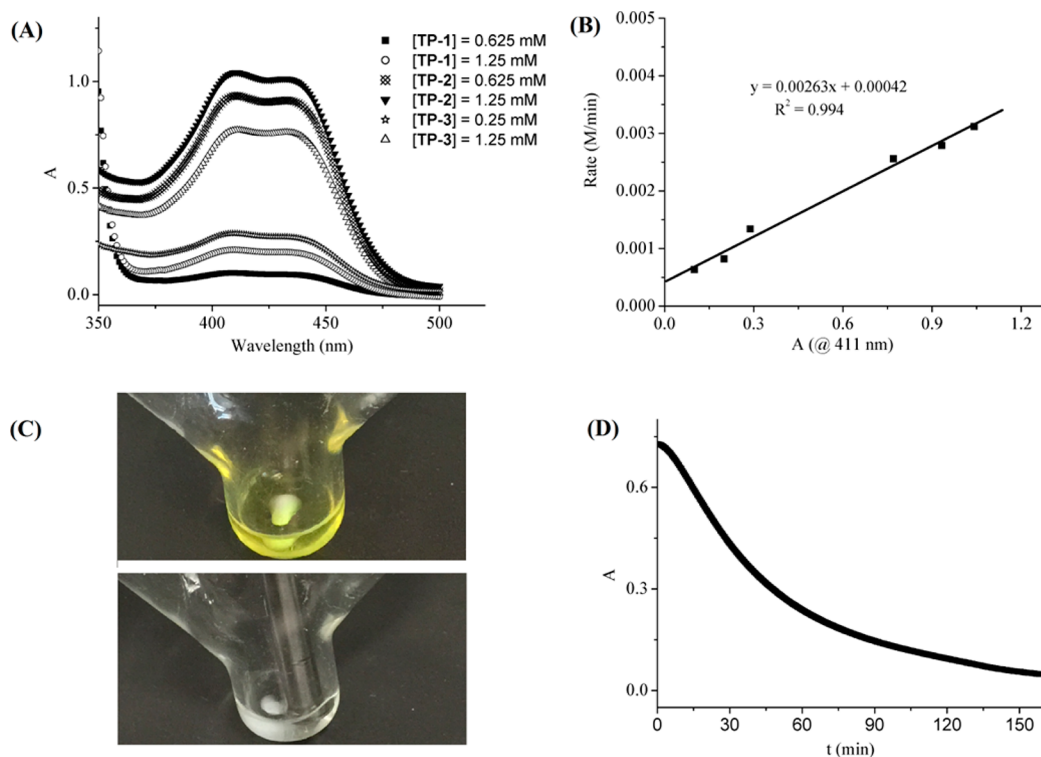 (A)
[TP-1] = 0.625 mM
[TP-1] = 1.25 mM
[TP-2] = 0.625 mM
[TP-2] = 1.25 mM
[TP-3] = 0.25 mM
[TP-3] = 1.25 mM
1.0
0.5
0.0
A
350
400
450
500
Wavelength (nm)
(B)
0.005
0.004
0.003
0.002
0.001
0.000
Rate (M/min)
y = 0.00263x + 0.00042
R² = 0.994
0.0
0.3
0.6
0.9
1.2
A (@ 411 nm)
(C)
(D)
0.6
0.3
0.0
A
0
30
60
90
120
150
t (min)